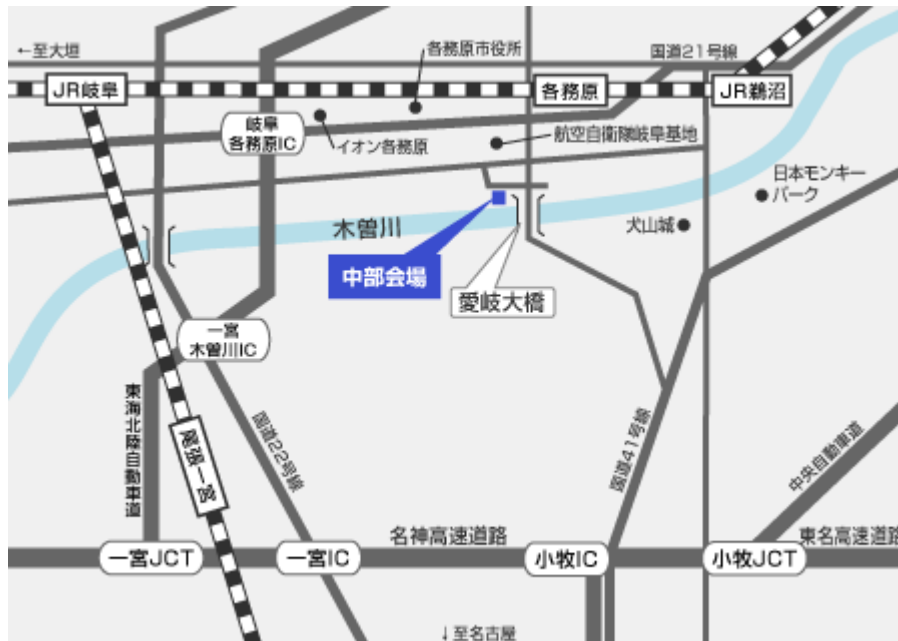 ←至大垣
各務原市役所
国道21号線
JR岐阜
各務原
JR鵜沼
岐阜
各務原IC
イオン各務原
航空自衛隊岐阜基地
日本モンキー
パーク
木曽川
犬山城
中部会場
愛岐大橋
一宮
木曽川IC
東海北陸自動車道
尾張一宮
国道22号線
国道41号線
中央自動車道
名神高速道路
東名高速道路
一宮JCT
一宮IC
小牧IC
小牧JCT
↓至名古屋